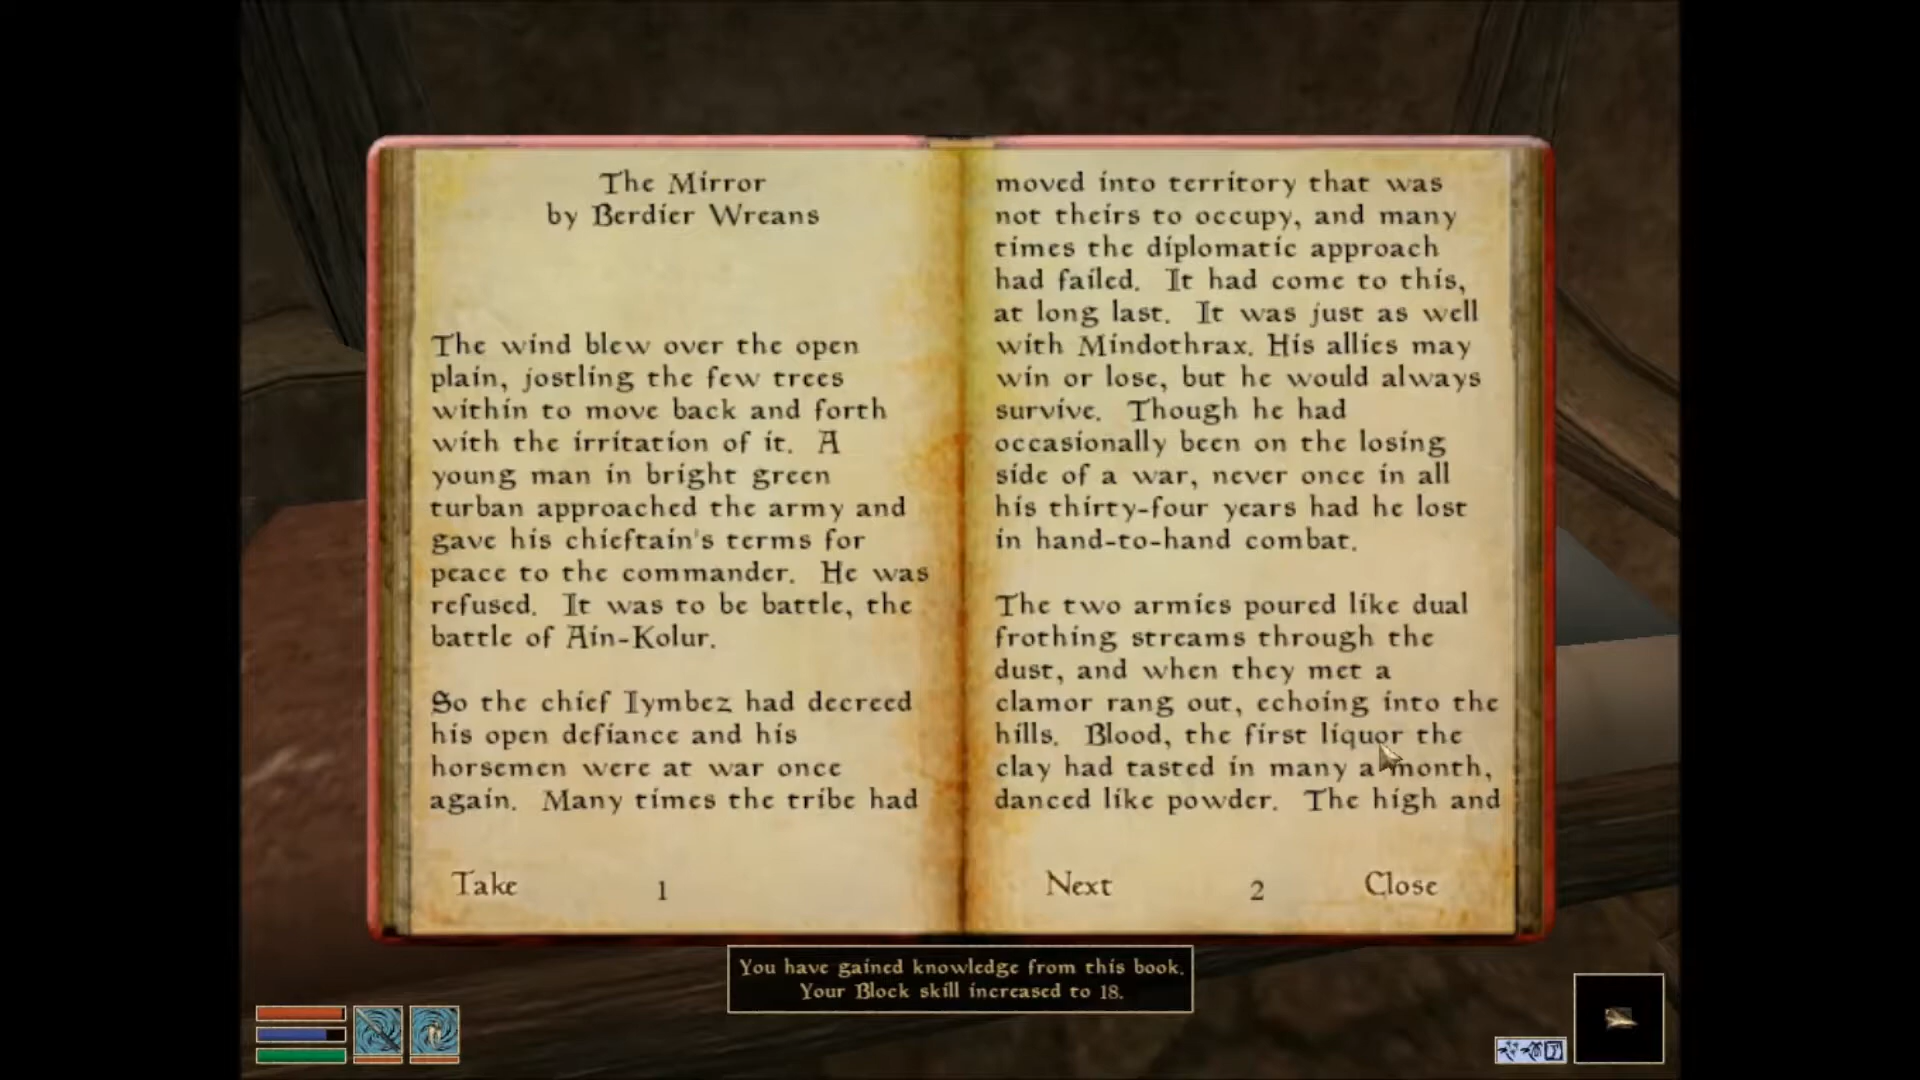 The Mirror
by Berdier Wreans
The wind blew over the open
plain, jostling the few trees
within to move back and forth
with the irritation of it.  A
young man in bright green
turban approached the army and
gave his chieftain's terms for
peace to the commander.  He was
refused.  It was to be battle, the
battle of Ain-Kolur.
So the chief Iymbez had decreed
his open defiance and his
horsemen were at war once
again.  Many times the tribe had
moved into territory that was
not theirs to occupy, and many
times the diplomatic approach
had failed.  It had come to this,
at long last.  It was just as well
with Mindothrax. His allies may
win or lose, but he would always
survive.  Though he had
occasionally been on the losing
side of a war, never once in all
his thirty-four years had he lost
in hand-to-hand combat.
The two armies poured like dual
frothing streams through the
dust, and when they met a
clamor rang out, echoing into the
hills.  Blood, the first liquor the
clay had tasted in many a month,
danced like powder.  The high and
Take
1
Next
2
Close
You have gained knowledge from this book.
Your Block skill increased to 18.